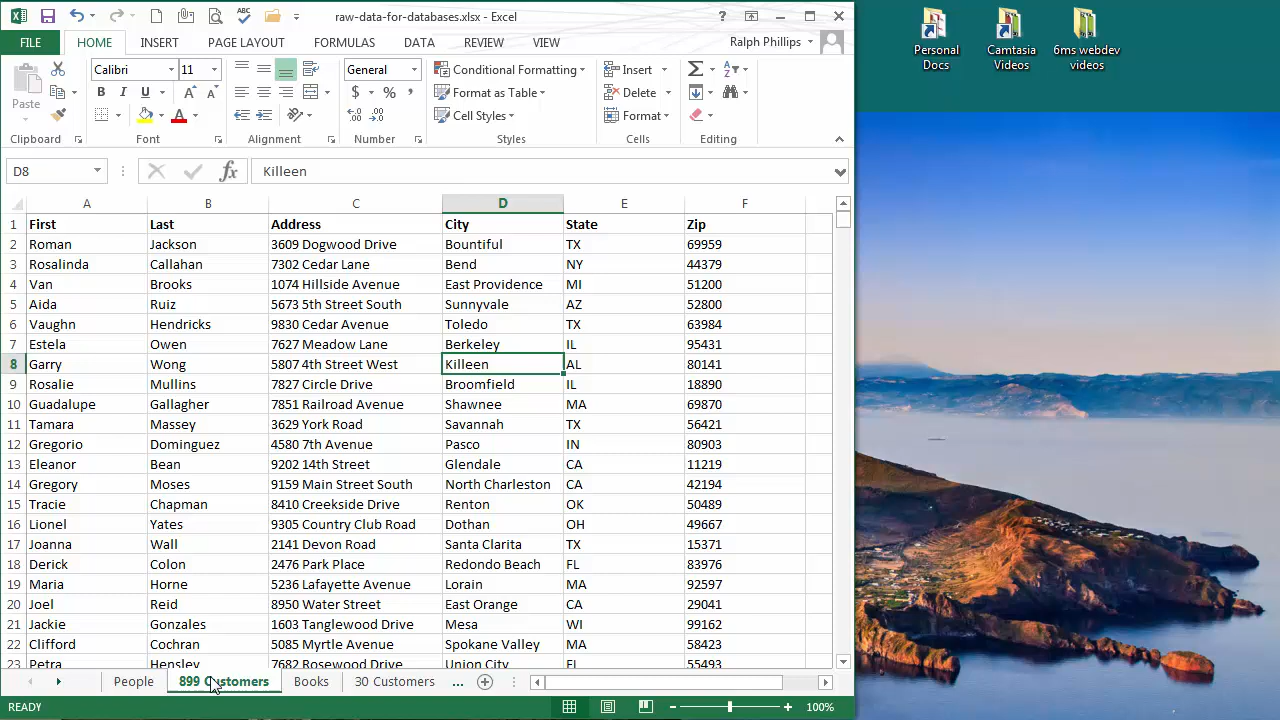 raw-data-for-databases.xlsx - Excel
FILE HOME INSERT PAGE LAYOUT FORMULAS DATA REVIEW VIEW Ralph Phillips
Calibri 11 General Conditional Formatting Insert
Paste B I U $ % , Format as Table Delete
Cell Styles Format
Clipboard Font Alignment Number Styles Cells Editing
D8 fx Killeen
A B C D E F
1 First Last Address City State Zip
2 Roman Jackson 3609 Dogwood Drive Bountiful TX 69959
3 Rosalinda Callahan 7302 Cedar Lane Bend NY 44379
4 Van Brooks 1074 Hillside Avenue East Providence MI 51200
5 Aida Ruiz 5673 5th Street South Sunnyvale AZ 52800
6 Vaughn Hendricks 9830 Cedar Avenue Toledo TX 63984
7 Estela Owen 7627 Meadow Lane Berkeley IL 95431
8 Garry Wong 5807 4th Street West Killeen AL 80141
9 Rosalie Mullins 7827 Circle Drive Broomfield IL 18890
10 Guadalupe Gallagher 7851 Railroad Avenue Shawnee MA 69870
11 Tamara Massey 3629 York Road Savannah TX 56421
12 Gregorio Dominguez 4580 7th Avenue Pasco IN 80903
13 Eleanor Bean 9202 14th Street Glendale CA 11219
14 Gregory Moses 9159 Main Street South North Charleston CA 42194
15 Tracie Chapman 8410 Creekside Drive Renton OK 50489
16 Lionel Yates 9305 Country Club Road Dothan OH 49667
17 Joanna Wall 2141 Devon Road Santa Clarita TX 15371
18 Derick Colon 2476 Park Place Redondo Beach FL 83976
19 Maria Horne 5236 Lafayette Avenue Lorain MA 92597
20 Joel Reid 8950 Water Street East Orange CA 29041
21 Jackie Gonzales 1603 Tanglewood Drive Mesa WI 99162
22 Clifford Cochran 5085 Myrtle Avenue Spokane Valley MA 58423
23 Petra Hensley 7682 Rosewood Drive Union City FL 55493
People 899 Customers Books 30 Customers ...
READY 100%
Personal Docs
Camtasia Videos
6ms webdev videos